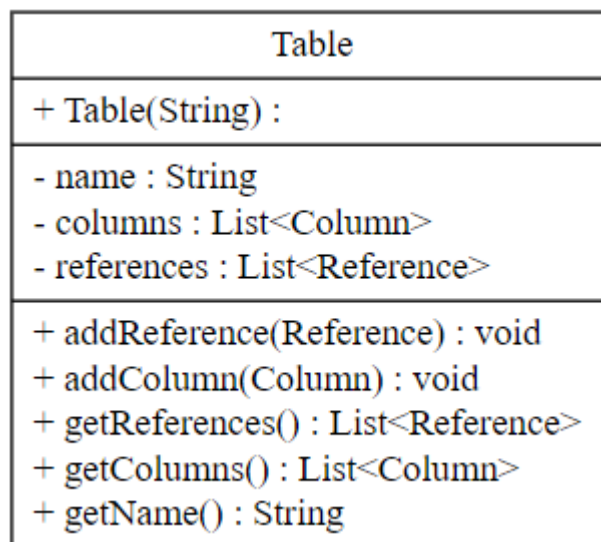 Table
+ Table(String) :
- name : String
- columns : List<Column>
- references : List<Reference>
+ addReference(Reference) : void
+ addColumn(Column) : void
+ getReferences() : List<Reference>
+ getColumns() : List<Column>
+ getName() : String